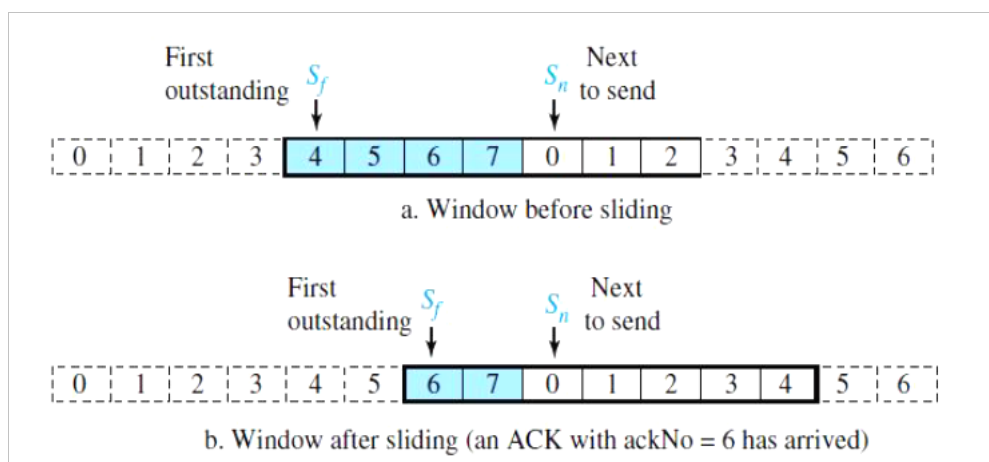 First
outstanding
Sf
Sn
Next
to send
0 1 2 3 4 5 6 7 0 1 2 3 4 5 6
a. Window before sliding
First
outstanding
Sf
Sn
Next
to send
0 1 2 3 4 5 6 7 0 1 2 3 4 5 6
b. Window after sliding (an ACK with ackNo = 6 has arrived)